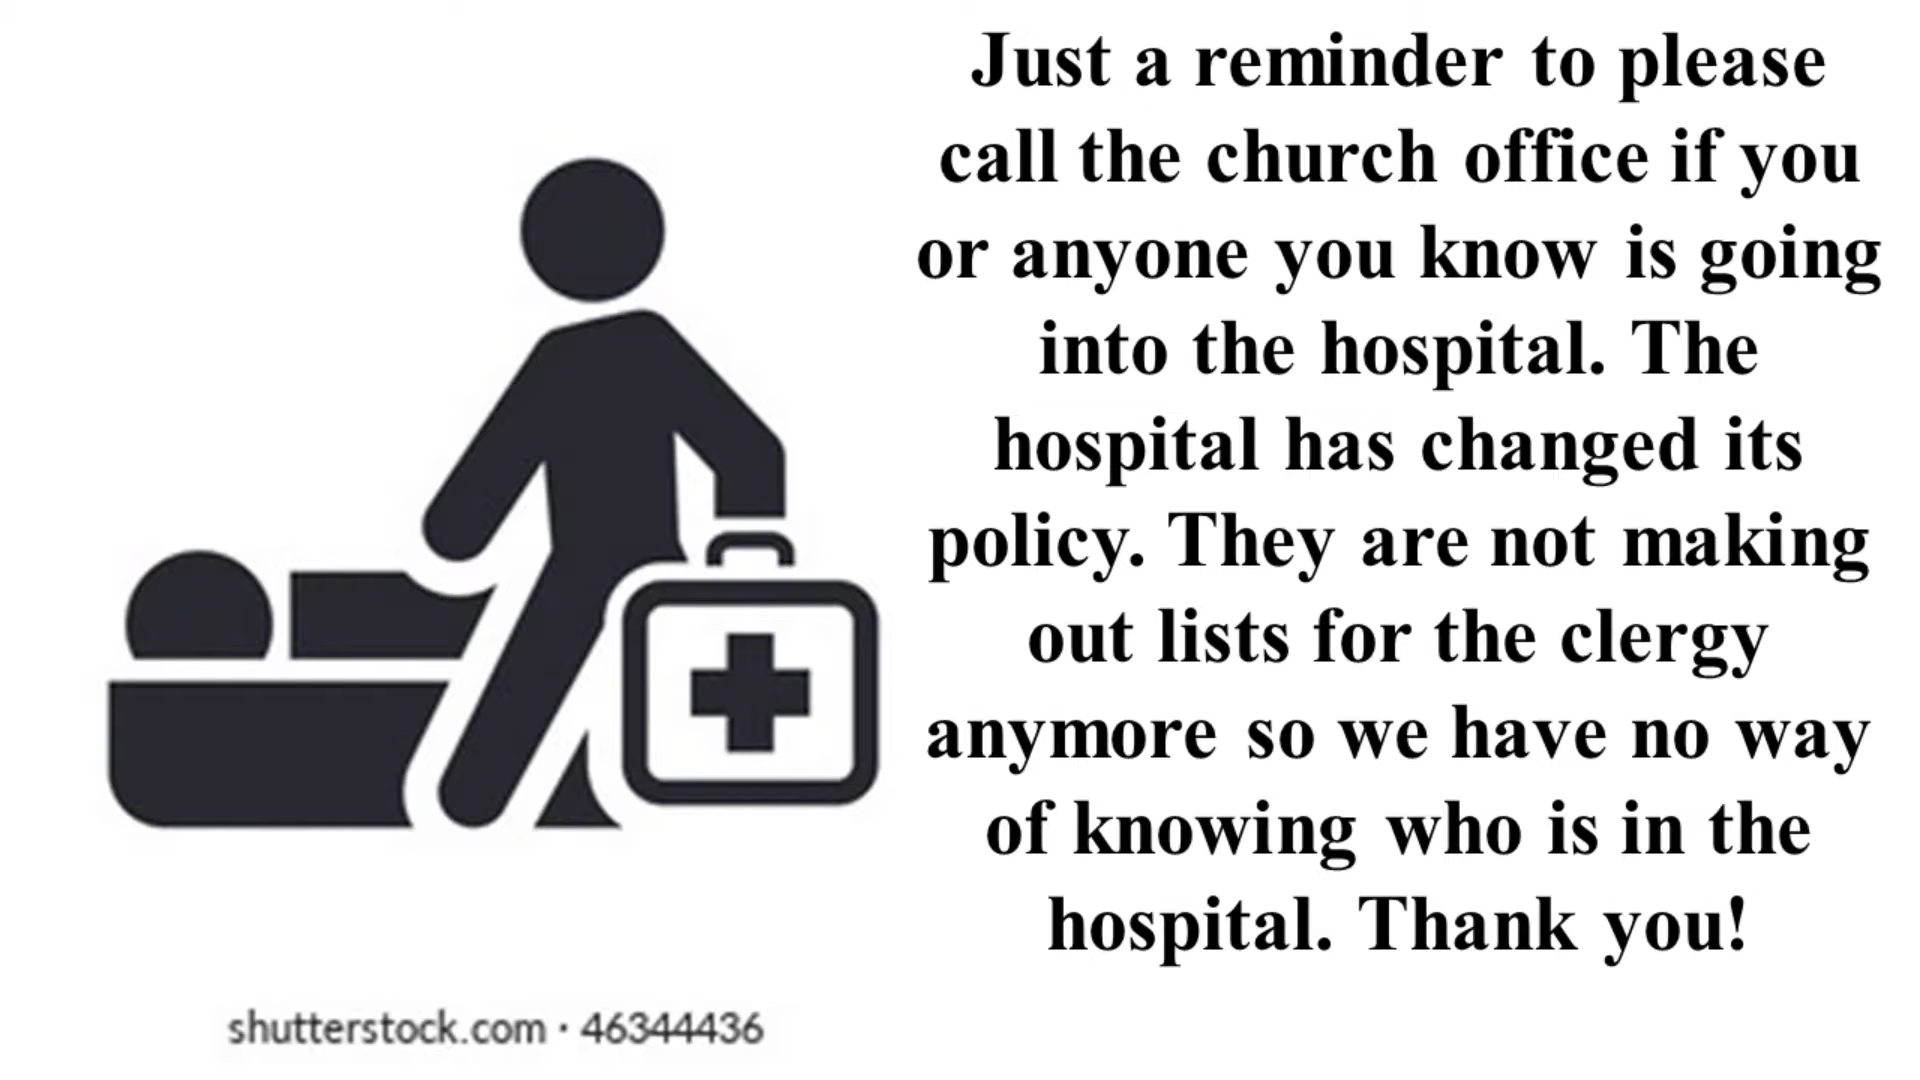 Just a reminder to please
call the church office if you
or anyone you know is going
into the hospital. The
hospital has changed its
policy. They are not making
out lists for the clergy
anymore so we have no way
of knowing who is in the
hospital. Thank you!
shutterstock.com · 46344436